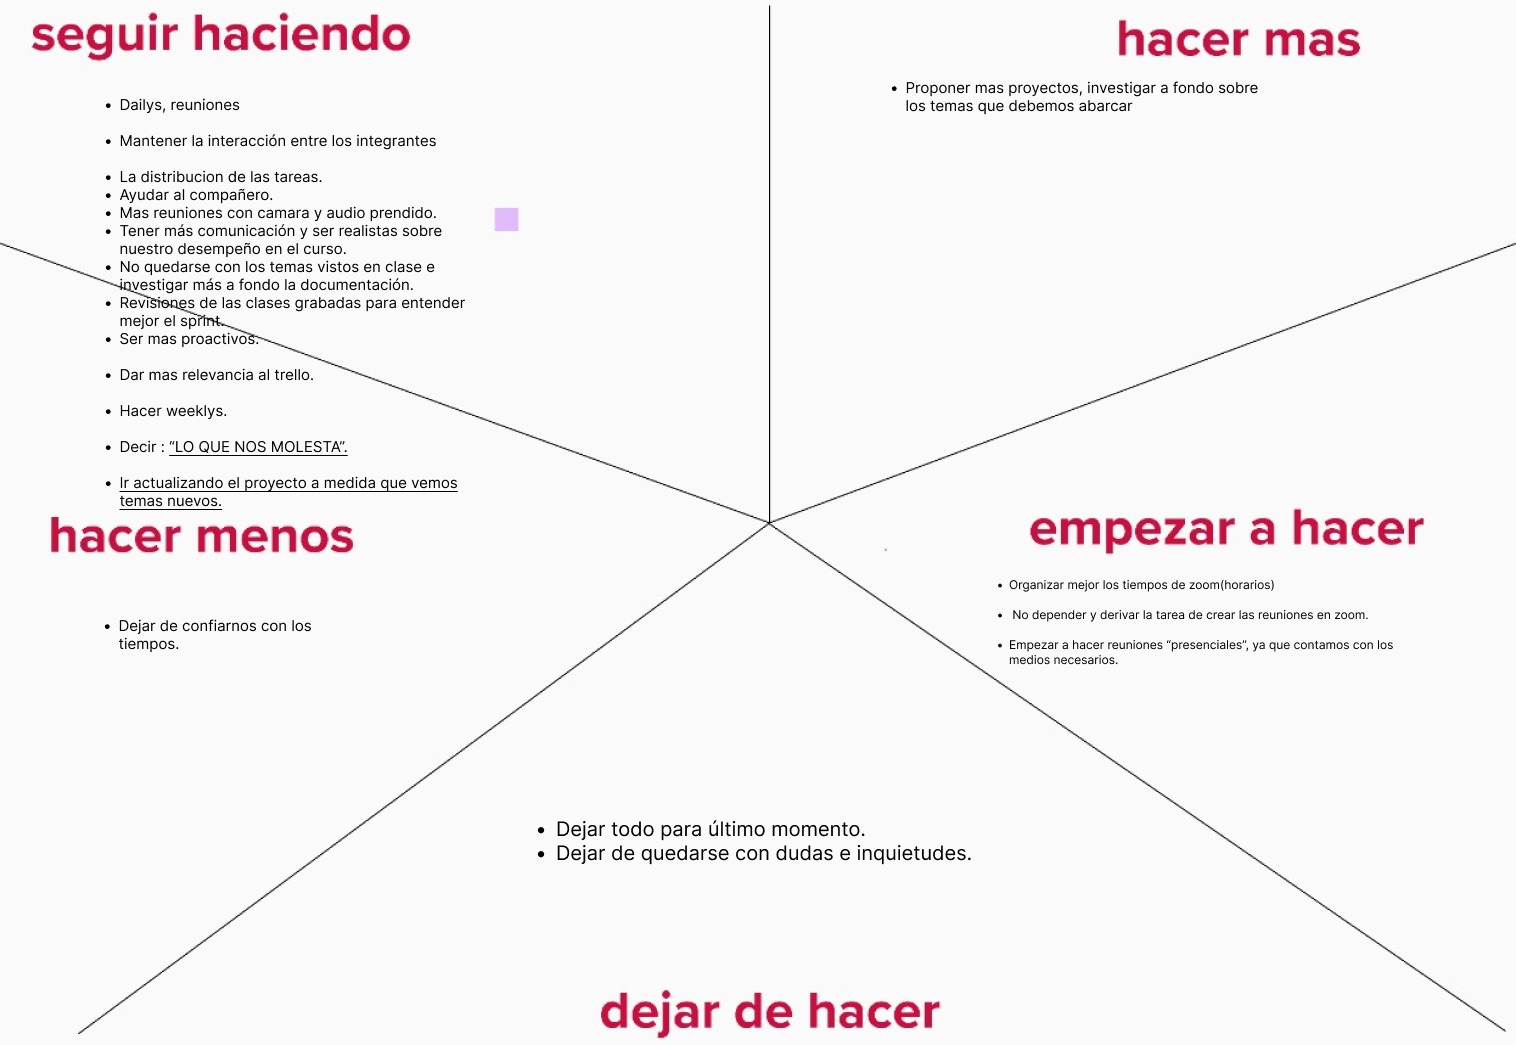 seguir haciendo
• Dailys, reuniones
• Mantener la interacción entre los integrantes
• La distribucion de las tareas.
• Ayudar al compañero.
• Mas reuniones con camara y audio prendido.
• Tener más comunicación y ser realistas sobre
nuestro desempeño en el curso.
• No quedarse con los temas vistos en clase e
investigar más a fondo la documentación.
• Revisiones de las clases grabadas para entender
mejor el sprint.
• Ser mas proactivos.
• Dar mas relevancia al trello.
• Hacer weeklys.
• Decir : “LO QUE NOS MOLESTA”.
• Ir actualizando el proyecto a medida que vemos
temas nuevos.
hacer mas
• Proponer mas proyectos, investigar a fondo sobre
los temas que debemos abarcar
hacer menos
• Dejar de confiarnos con los
tiempos.
empezar a hacer
• Organizar mejor los tiempos de zoom(horarios)
• No depender y derivar la tarea de crear las reuniones en zoom.
• Empezar a hacer reuniones “presenciales”, ya que contamos con los
medios necesarios.
• Dejar todo para último momento.
• Dejar de quedarse con dudas e inquietudes.
dejar de hacer